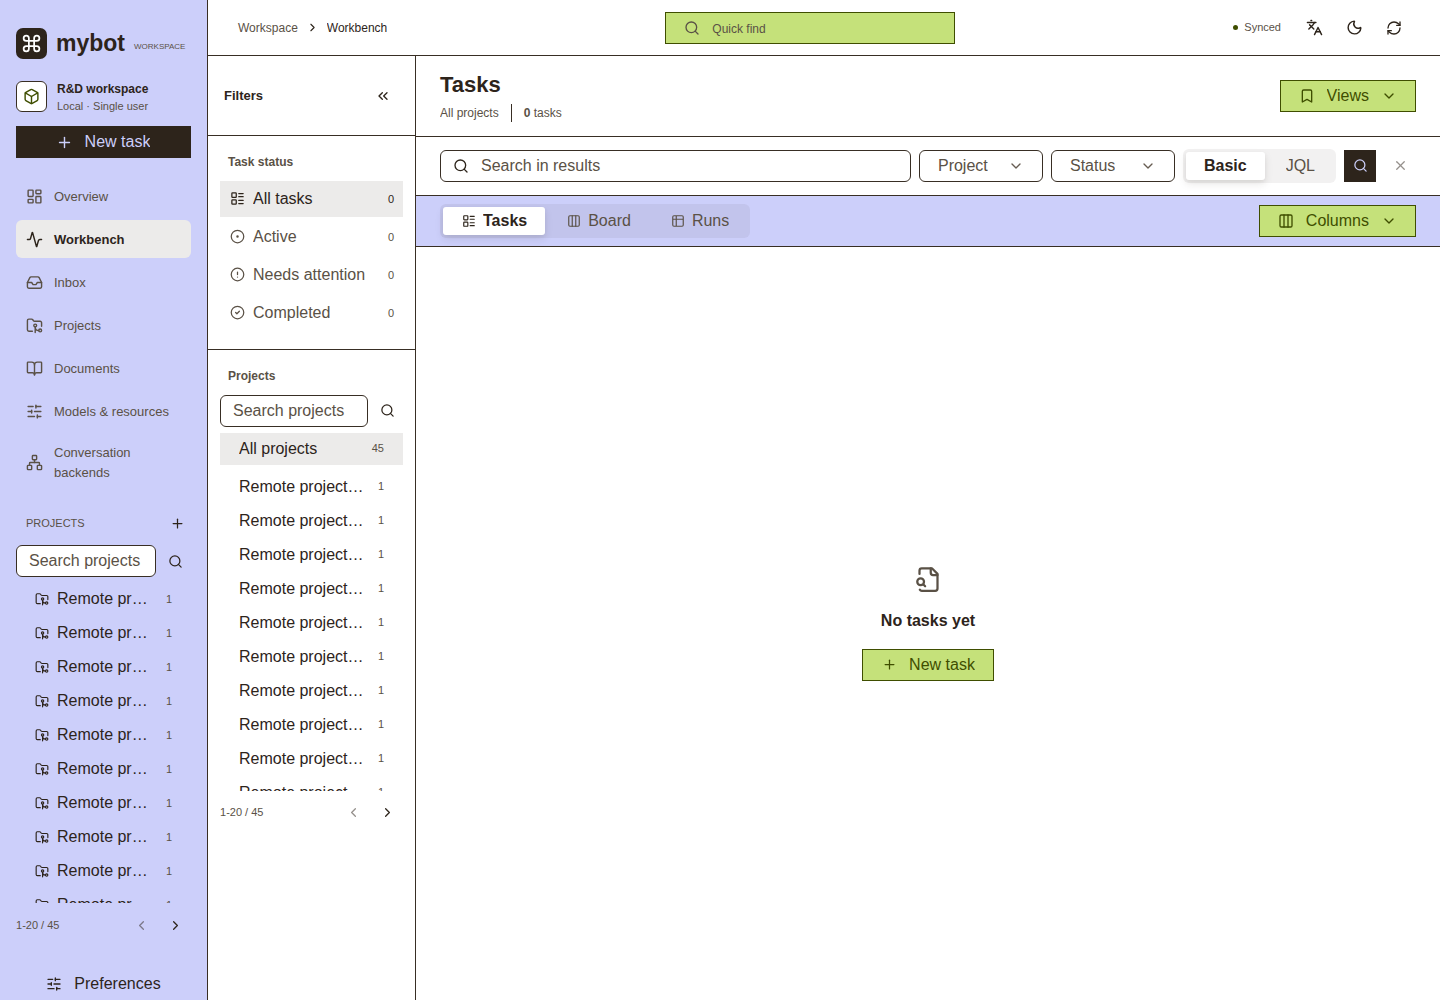 mybot WORKSPACE
R&D workspace
Local · Single user
New task
Overview
Workbench
Inbox
Projects
Documents
Models & resources
Conversation
backends
PROJECTS
Search projects
Remote pr… 1
Remote pr… 1
Remote pr… 1
Remote pr… 1
Remote pr… 1
Remote pr… 1
Remote pr… 1
Remote pr… 1
Remote pr… 1
1-20 / 45
Preferences
Workspace > Workbench
Quick find
Synced
Filters
Task status
All tasks 0
Active 0
Needs attention 0
Completed 0
Projects
Search projects
All projects 45
Remote project… 1
Remote project… 1
Remote project… 1
Remote project… 1
Remote project… 1
Remote project… 1
Remote project… 1
Remote project… 1
Remote project… 1
1-20 / 45
Tasks
All projects 0 tasks
Views
Search in results
Project
Status
Basic JQL
Tasks Board Runs
Columns
No tasks yet
New task